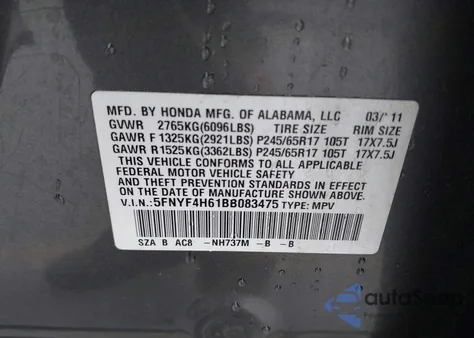 MFD. BY HONDA MFG. OF ALABAMA, LLC 03/'11
GVWR 2765KG(6096LBS) TIRE SIZE RIM SIZE
GAWR F 1325KG(2921LBS) P245/65R17 105T 17X7.5J
GAWR R 1525KG(3362LBS) P245/65R17 105T 17X7.5J
THIS VEHICLE CONFORMS TO ALL APPLICABLE
FEDERAL MOTOR VEHICLE SAFETY
AND THEFT PREVENTION STANDARDS IN EFFECT
ON THE DATE OF MANUFACTURE SHOWN ABOVE.
V.I.N.: 5FNYF4H61BB083475 TYPE: MPV
SZA B AC8 -NH737M -B -B
autoSnap